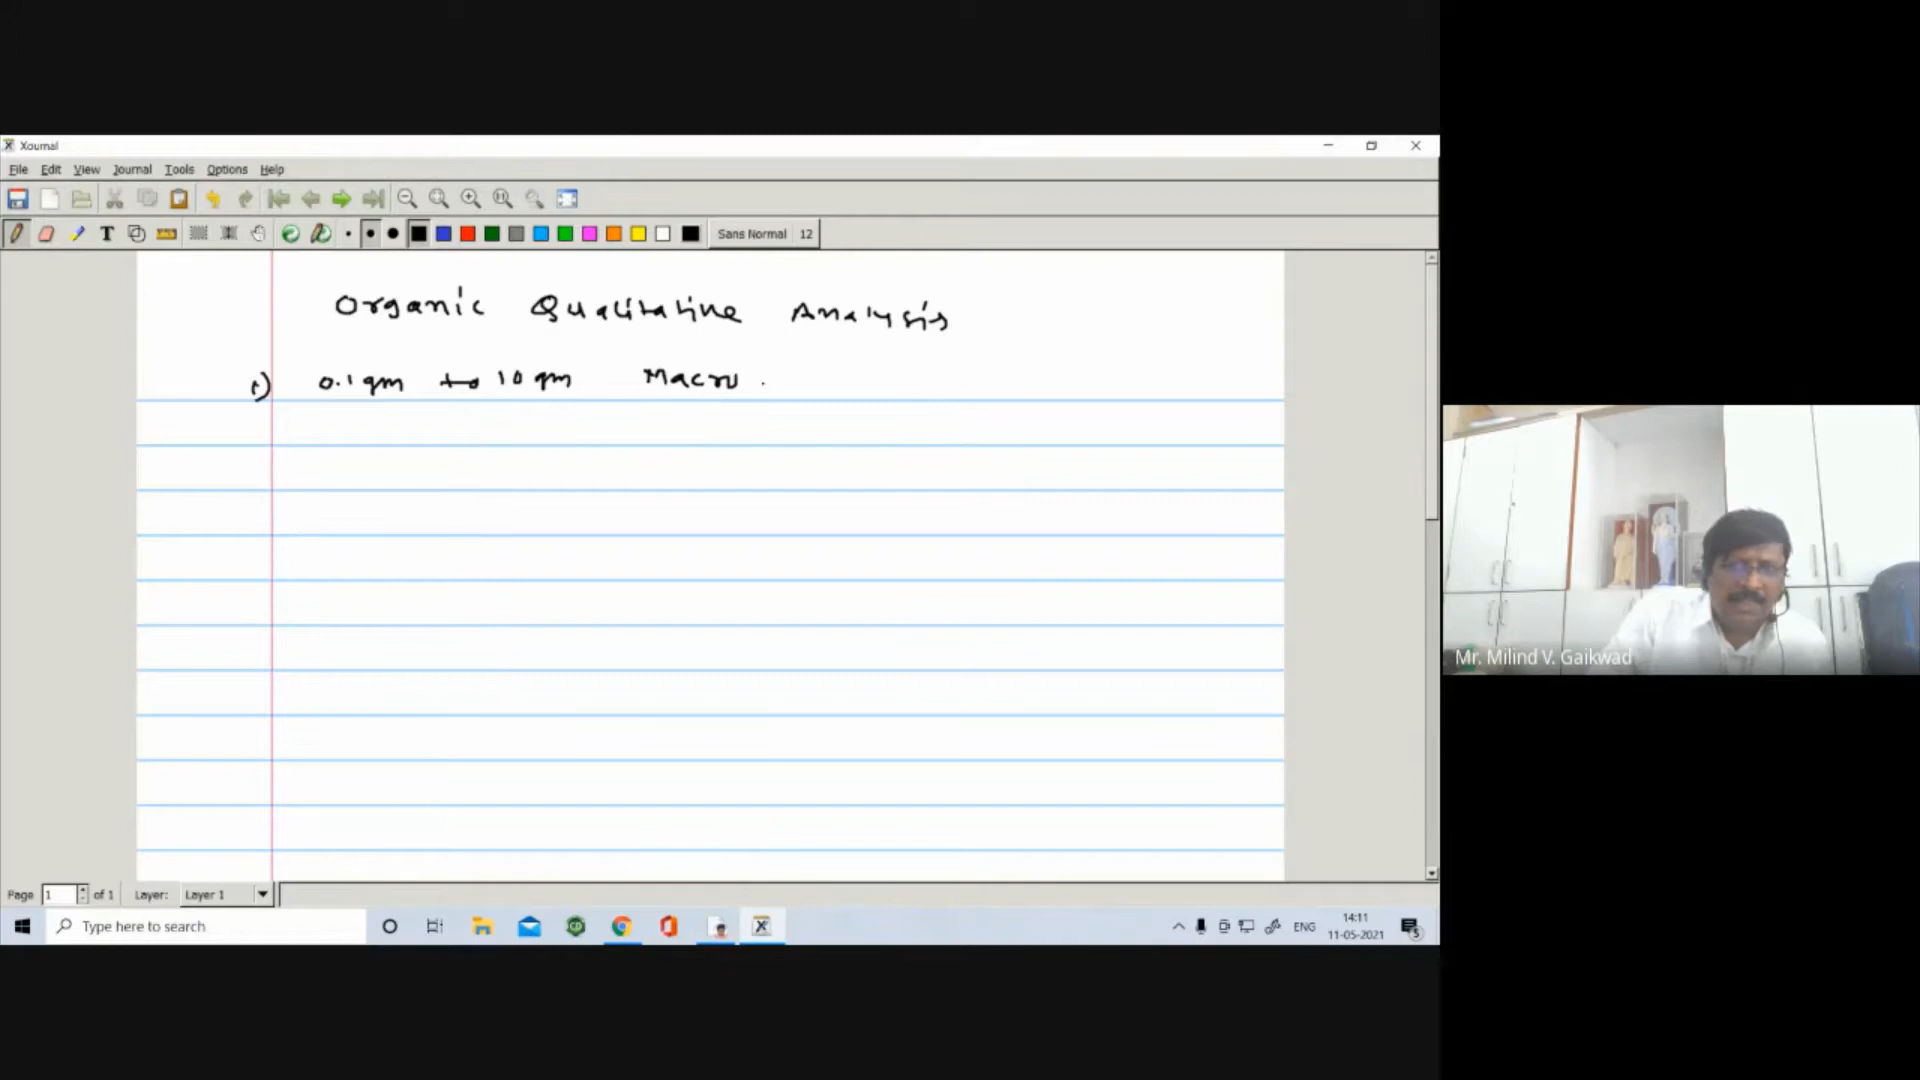 Xournal
File Edit View Journal Tools Options Help
T Sans Normal 12
Organic Qualitative Analysis
1) 0.1 gm to 10 gm Macro .
Mr. Milind V. Gaikwad
Page 1 of 1 Layer: Layer 1
Type here to search
ENG
14:11
11-05-2021
5